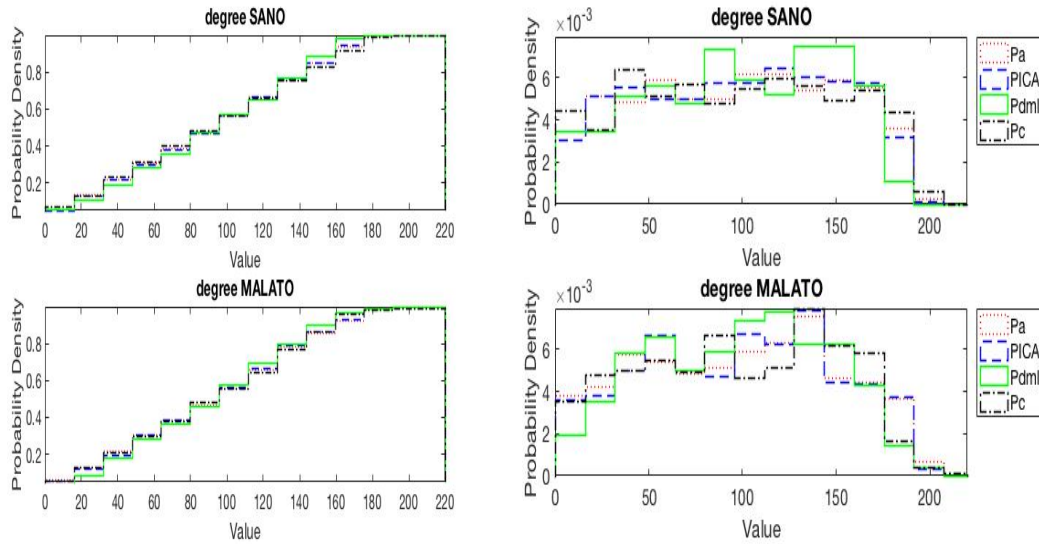 degree SANO
Probability Density
0.8
0.6
0.4
0.2
0 20 40 60 80 100 120 140 160 180 200 220
Value
degree SANO
×10⁻³
Probability Density
6
4
2
0
0 50 100 150 200
Value
Pa
PICA
Pdml
Pc
degree MALATO
Probability Density
0.8
0.6
0.4
0.2
0 20 40 60 80 100 120 140 160 180 200 220
Value
degree MALATO
×10⁻³
Probability Density
6
4
2
0
0 50 100 150 200
Value
Pa
PICA
Pdml
Pc